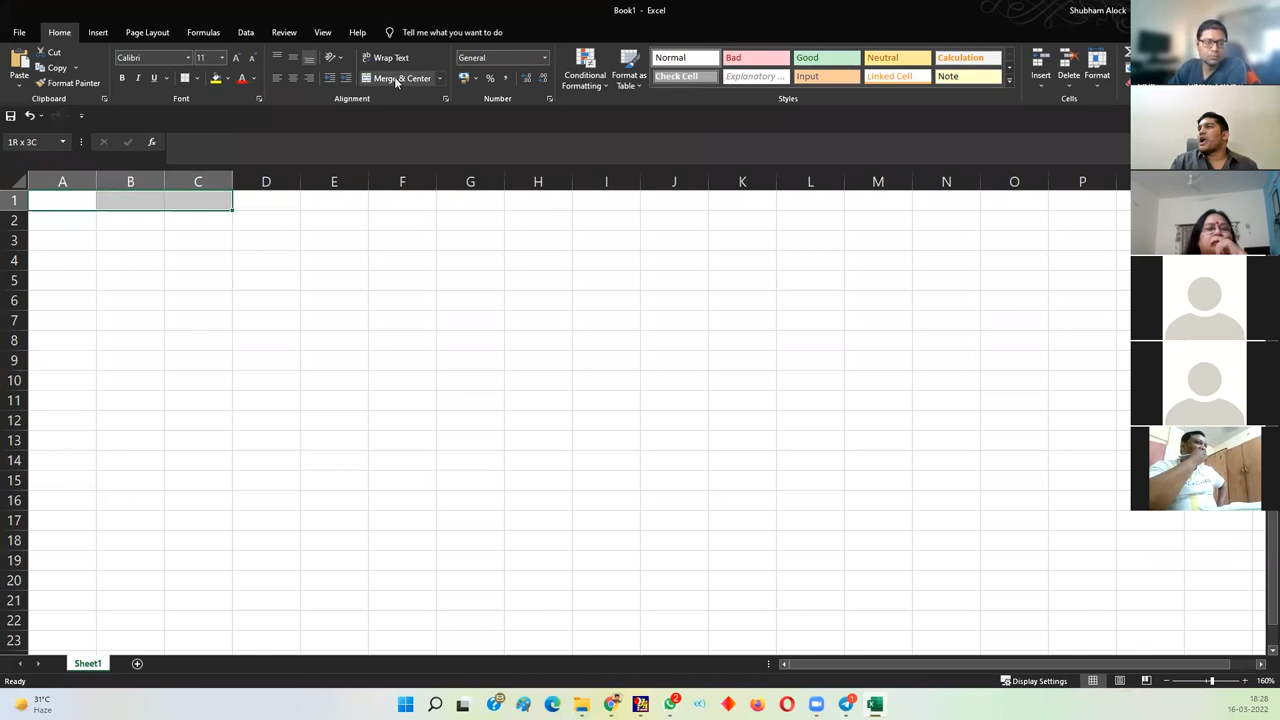 Book1 - Excel
Shubham Alock
File Home Insert Page Layout Formulas Data Review View Help Tell me what you want to do
Paste
Cut
Copy
Format Painter
Clipboard
Calibri 11
B I U
Font
Wrap Text
Merge & Center
Alignment
General
Number
Conditional Formatting
Format as Table
Normal Bad Good Neutral Calculation
Check Cell Explanatory ... Input Linked Cell Note
Styles
Insert Delete Format
Cells
1R x 3C
fx
A B C D E F G H I J K L M N O P
1
2
3
4
5
6
7
8
9
10
11
12
13
14
15
16
17
18
19
20
21
22
23
Sheet1
Ready
Display Settings
160%
31°C
Haze
2
1
18:28
16-03-2022